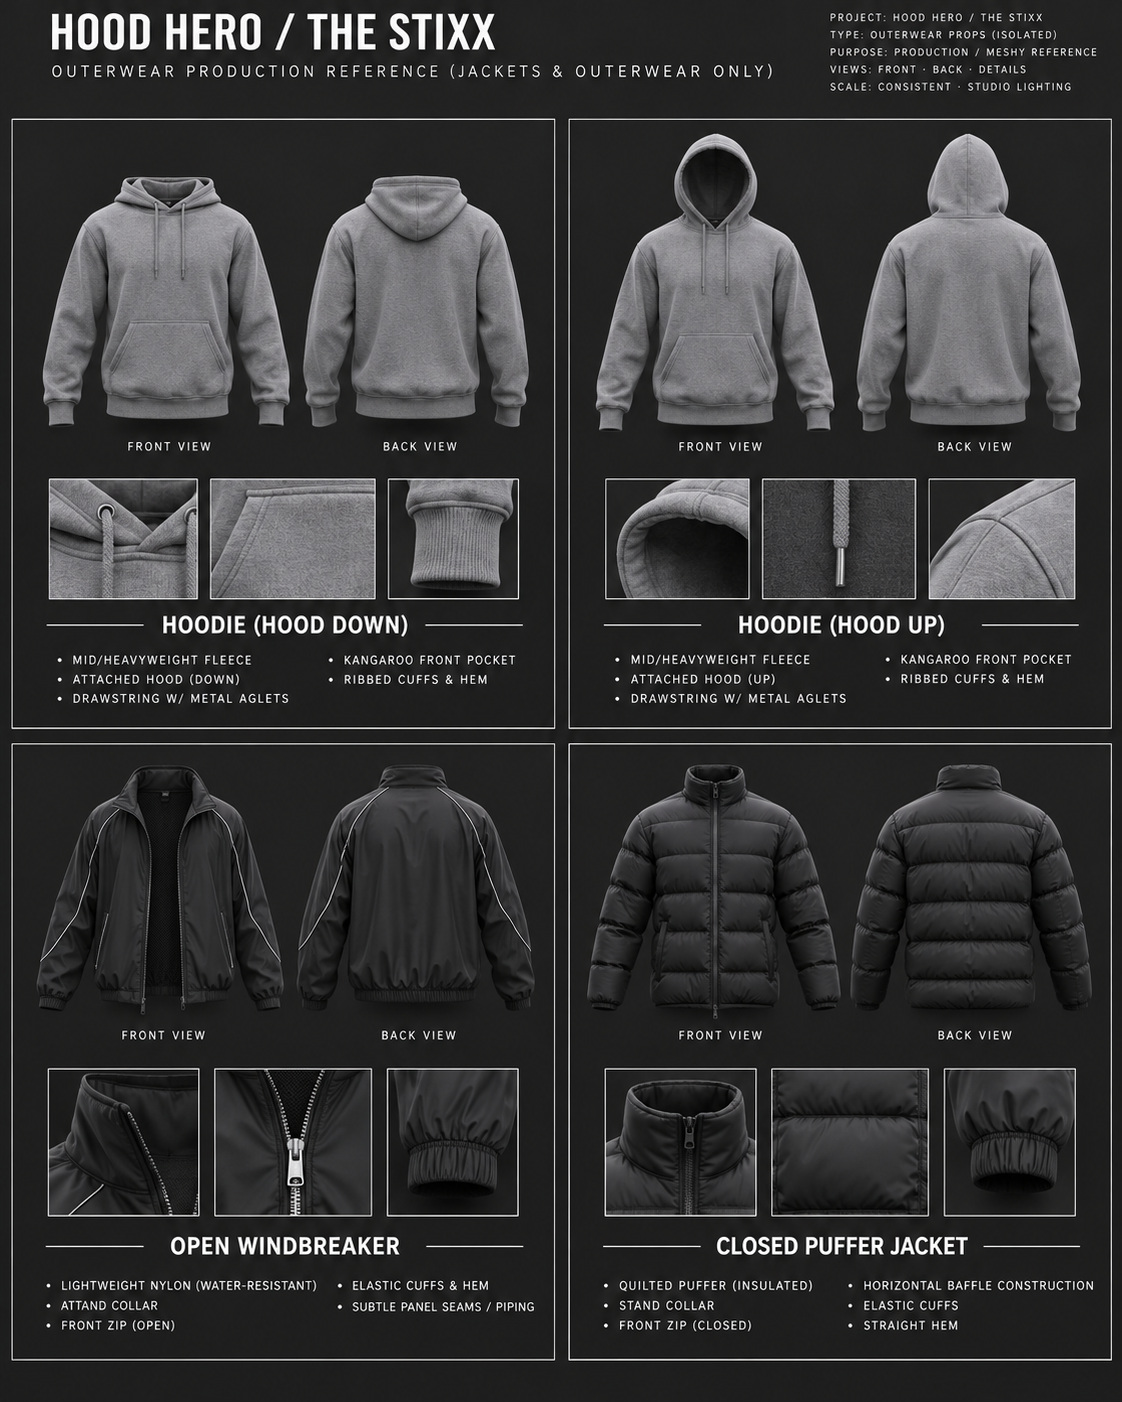 HOOD HERO / THE STIXX
OUTERWEAR PRODUCTION REFERENCE (JACKETS & OUTERWEAR ONLY)
PROJECT: HOOD HERO / THE STIXX
TYPE: OUTERWEAR PROPS (ISOLATED)
PURPOSE: PRODUCTION / MESHY REFERENCE
VIEWS: FRONT · BACK · DETAILS
SCALE: CONSISTENT · STUDIO LIGHTING
FRONT VIEW
BACK VIEW
HOODIE (HOOD DOWN)
• MID/HEAVYWEIGHT FLEECE
• ATTACHED HOOD (DOWN)
• DRAWSTRING W/ METAL AGLETS
• KANGAROO FRONT POCKET
• RIBBED CUFFS & HEM
FRONT VIEW
BACK VIEW
HOODIE (HOOD UP)
• MID/HEAVYWEIGHT FLEECE
• ATTACHED HOOD (UP)
• DRAWSTRING W/ METAL AGLETS
• KANGAROO FRONT POCKET
• RIBBED CUFFS & HEM
FRONT VIEW
BACK VIEW
OPEN WINDBREAKER
• LIGHTWEIGHT NYLON (WATER-RESISTANT)
• ATTAND COLLAR
• FRONT ZIP (OPEN)
• ELASTIC CUFFS & HEM
• SUBTLE PANEL SEAMS / PIPING
FRONT VIEW
BACK VIEW
CLOSED PUFFER JACKET
• QUILTED PUFFER (INSULATED)
• STAND COLLAR
• FRONT ZIP (CLOSED)
• HORIZONTAL BAFFLE CONSTRUCTION
• ELASTIC CUFFS
• STRAIGHT HEM